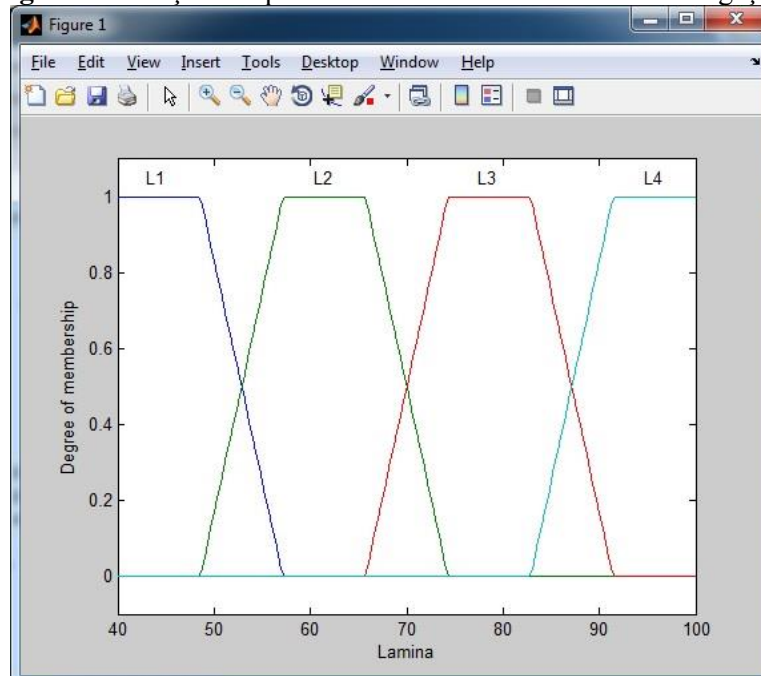 Figure 1
File Edit View Insert Tools Desktop Window Help
L1 L2 L3 L4
1
0.8
0.6
0.4
0.2
0
Degree of membership
40 50 60 70 80 90 100
Lamina